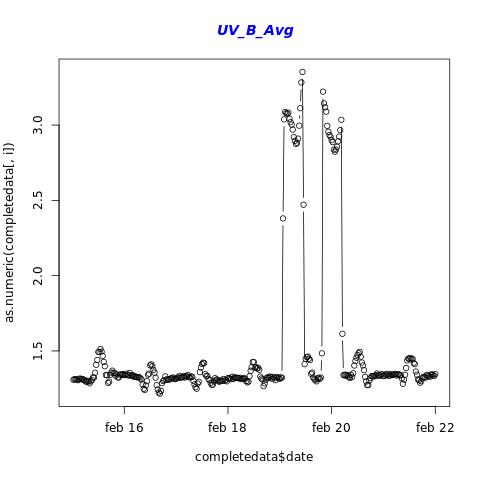 UV_B_Avg
as.numeric(completedata[, i])
3.0
2.5
2.0
1.5
feb 16 feb 18 feb 20 feb 22
completedata$date